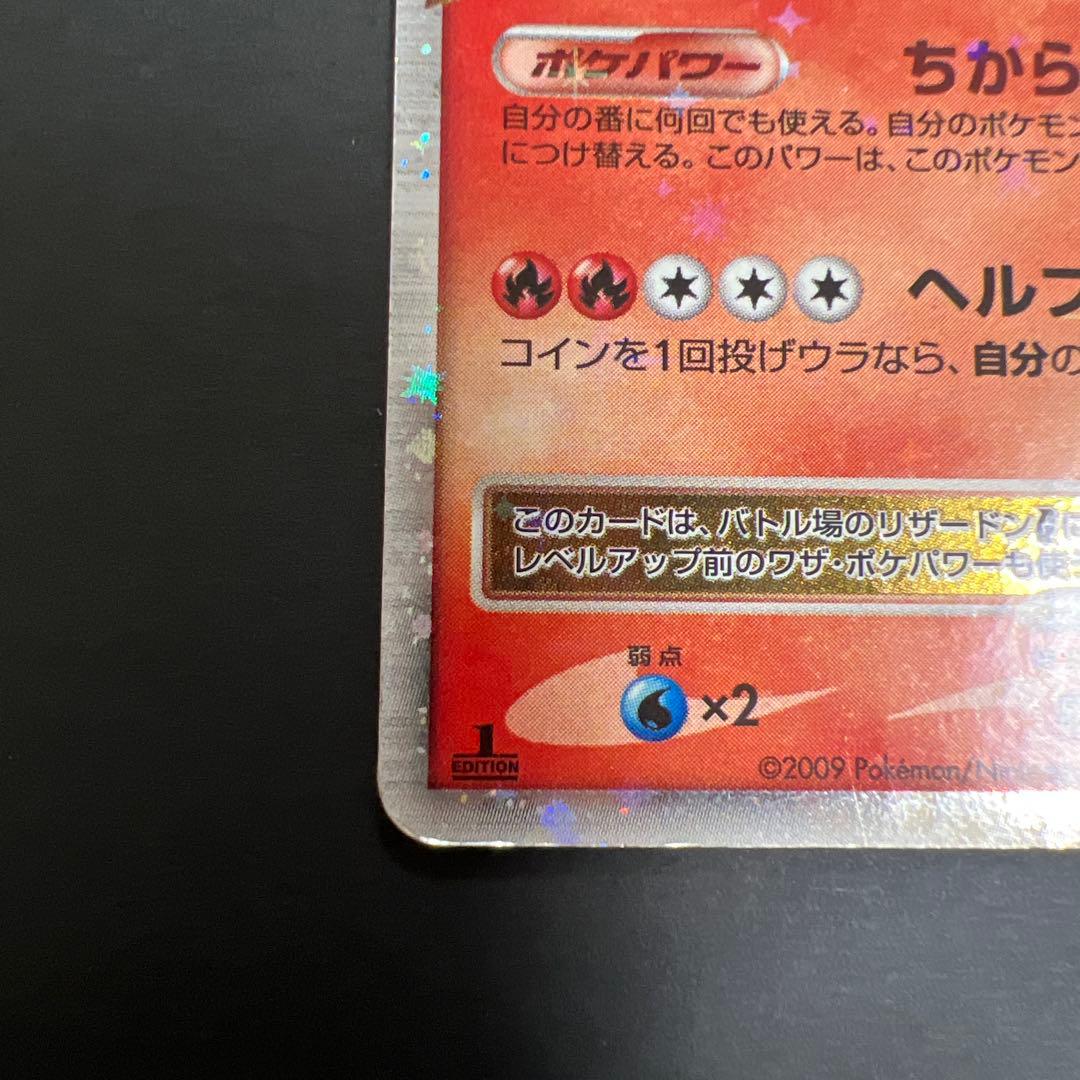 ポケパワー ちから
自分の番に何回でも使える。自分のポケモン
につけ替える。このパワーは、このポケモン
ヘルフ
コインを1回投げウラなら、自分の
このカードは、バトル場のリザードン
レベルアップ前のワザ・ポケパワーも使
弱点
×2
1
EDITION
©2009 Pokémon/Ninte